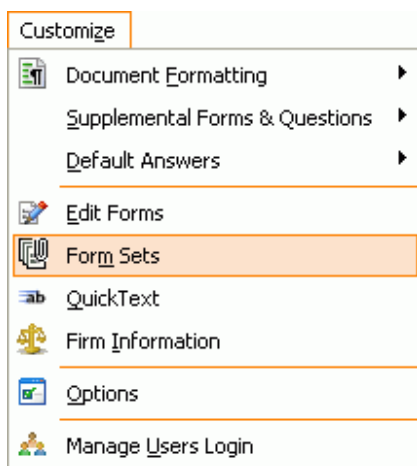 Customize
Document Formatting
Supplemental Forms & Questions
Default Answers
Edit Forms
Form Sets
ab QuickText
Firm Information
Options
Manage Users Login